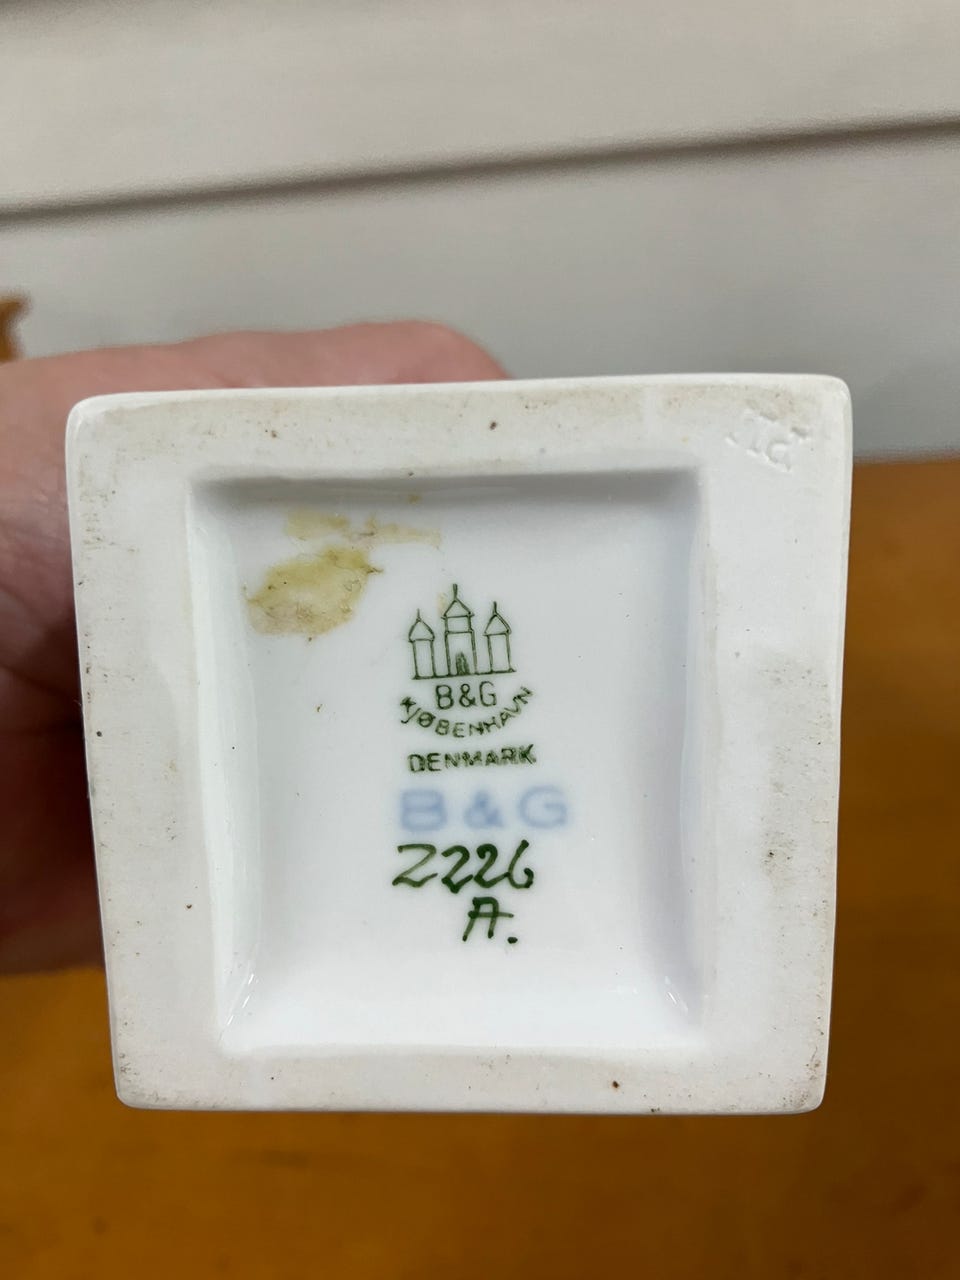 B&G
KJØBENHAVN
DENMARK
B&G
2226
A.